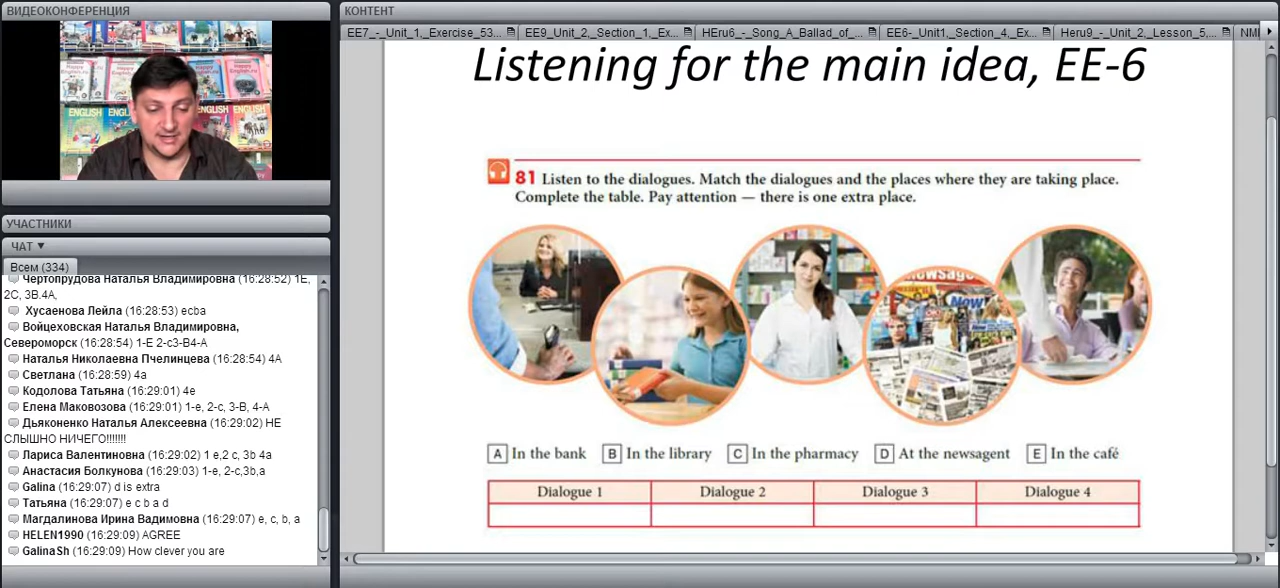 ВИДЕОКОНФЕРЕНЦИЯ
ENGLISH
ENGLISH
УЧАСТНИКИ
ЧАТ ▼
Всем (334)
Чертопрудова Наталья Владимировна (16:28:52) 1E,
2C, 3B.4A,
Хусаенова Лейла (16:28:53) ecba
Войцеховская Наталья Владимировна,
Североморск (16:28:54) 1-E 2-c3-B4-A
Наталья Николаевна Пчелинцева (16:28:54) 4A
Светлана (16:28:59) 4a
Кодолова Татьяна (16:29:01) 4e
Елена Маковозова (16:29:01) 1-e, 2-c, 3-B, 4-A
Дьяконенко Наталья Алексеевна (16:29:02) НЕ
СЛЫШНО НИЧЕГО!!!!!!!
Лариса Валентиновна (16:29:02) 1 e,2 c, 3b 4a
Анастасия Болкунова (16:29:03) 1-e, 2-c,3b,a
Galina (16:29:07) d is extra
Татьяна (16:29:07) e c b a d
Магдалинова Ирина Вадимовна (16:29:07) e, c, b, a
HELEN1990 (16:29:09) AGREE
GalinaSh (16:29:09) How clever you are
КОНТЕНТ
EE7_-_Unit_1,_Exercise_53...
EE9_Unit_2,_Section_1,_Ex...
HEru6_-_Song_A_Ballad_of_...
EE6-_Unit1,_Section_4,_Ex...
Heru9_-_Unit_2,_Lesson_5,...
NMI
Listening for the main idea, EE-6
81 Listen to the dialogues. Match the dialogues and the places where they are taking place.
Complete the table. Pay attention — there is one extra place.
Now
A In the bank B In the library C In the pharmacy D At the newsagent E In the café
Dialogue 1 Dialogue 2 Dialogue 3 Dialogue 4